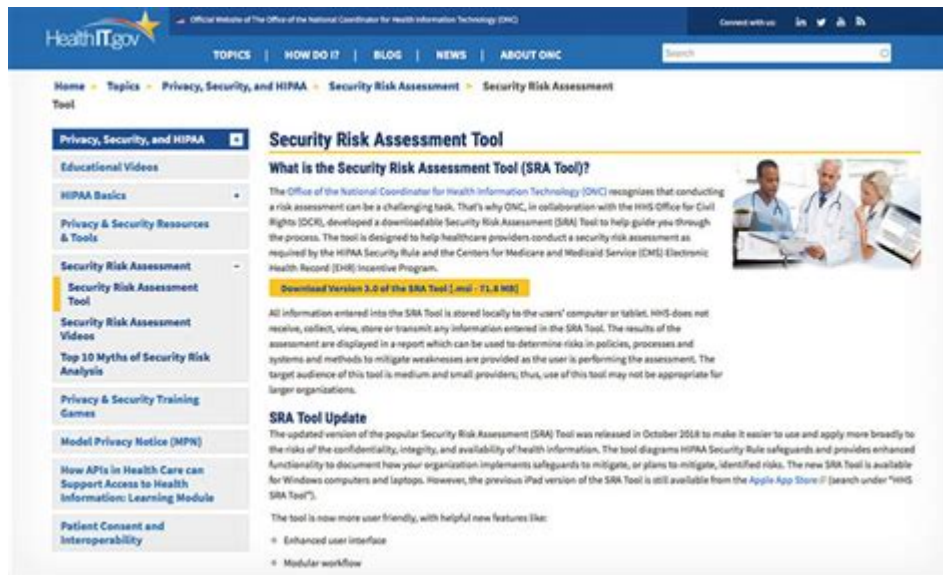 Official Website of The Office of the National Coordinator for Health Information Technology (ONC)
Connect with us:
HealthIT.gov
TOPICS | HOW DO I? | BLOG | NEWS | ABOUT ONC
Search
Home Topics Privacy, Security, and HIPAA Security Risk Assessment Security Risk Assessment
Tool
Privacy, Security, and HIPAA
Educational Videos
HIPAA Basics +
Privacy & Security Resources
& Tools
Security Risk Assessment -
Security Risk Assessment
Tool
Security Risk Assessment
Videos
Top 10 Myths of Security Risk
Analysis
Privacy & Security Training
Games
Model Privacy Notice (MPN)
How APIs in Health Care can
Support Access to Health
Information: Learning Module
Patient Consent and
Interoperability
Security Risk Assessment Tool
What is the Security Risk Assessment Tool (SRA Tool)?
The Office of the National Coordinator for Health Information Technology (ONC) recognizes that conducting
a risk assessment can be a challenging task. That's why ONC, in collaboration with the HHS Office for Civil
Rights (OCR), developed a downloadable Security Risk Assessment (SRA) Tool to help guide you through
the process. The tool is designed to help healthcare providers conduct a security risk assessment as
required by the HIPAA Security Rule and the Centers for Medicare and Medicaid Service (CMS) Electronic
Health Record (EHR) Incentive Program.
Download Version 3.0 of the SRA Tool [.msi - 71.8 MB]
All information entered into the SRA Tool is stored locally to the users' computer or tablet. HHS does not
receive, collect, view, store or transmit any information entered in the SRA Tool. The results of the
assessment are displayed in a report which can be used to determine risks in policies, processes and
systems and methods to mitigate weaknesses are provided as the user is performing the assessment. The
target audience of this tool is medium and small providers; thus, use of this tool may not be appropriate for
larger organizations.
SRA Tool Update
The updated version of the popular Security Risk Assessment (SRA) Tool was released in October 2018 to make it easier to use and apply more broadly to
the risks of the confidentiality, integrity, and availability of health information. The tool diagrams HIPAA Security Rule safeguards and provides enhanced
functionality to document how your organization implements safeguards to mitigate, or plans to mitigate, identified risks. The new SRA Tool is available
for Windows computers and laptops. However, the previous iPad version of the SRA Tool is still available from the Apple App Store (search under "HHS
SRA Tool").
The tool is now more user friendly, with helpful new features like:
Enhanced user interface
Modular workflow